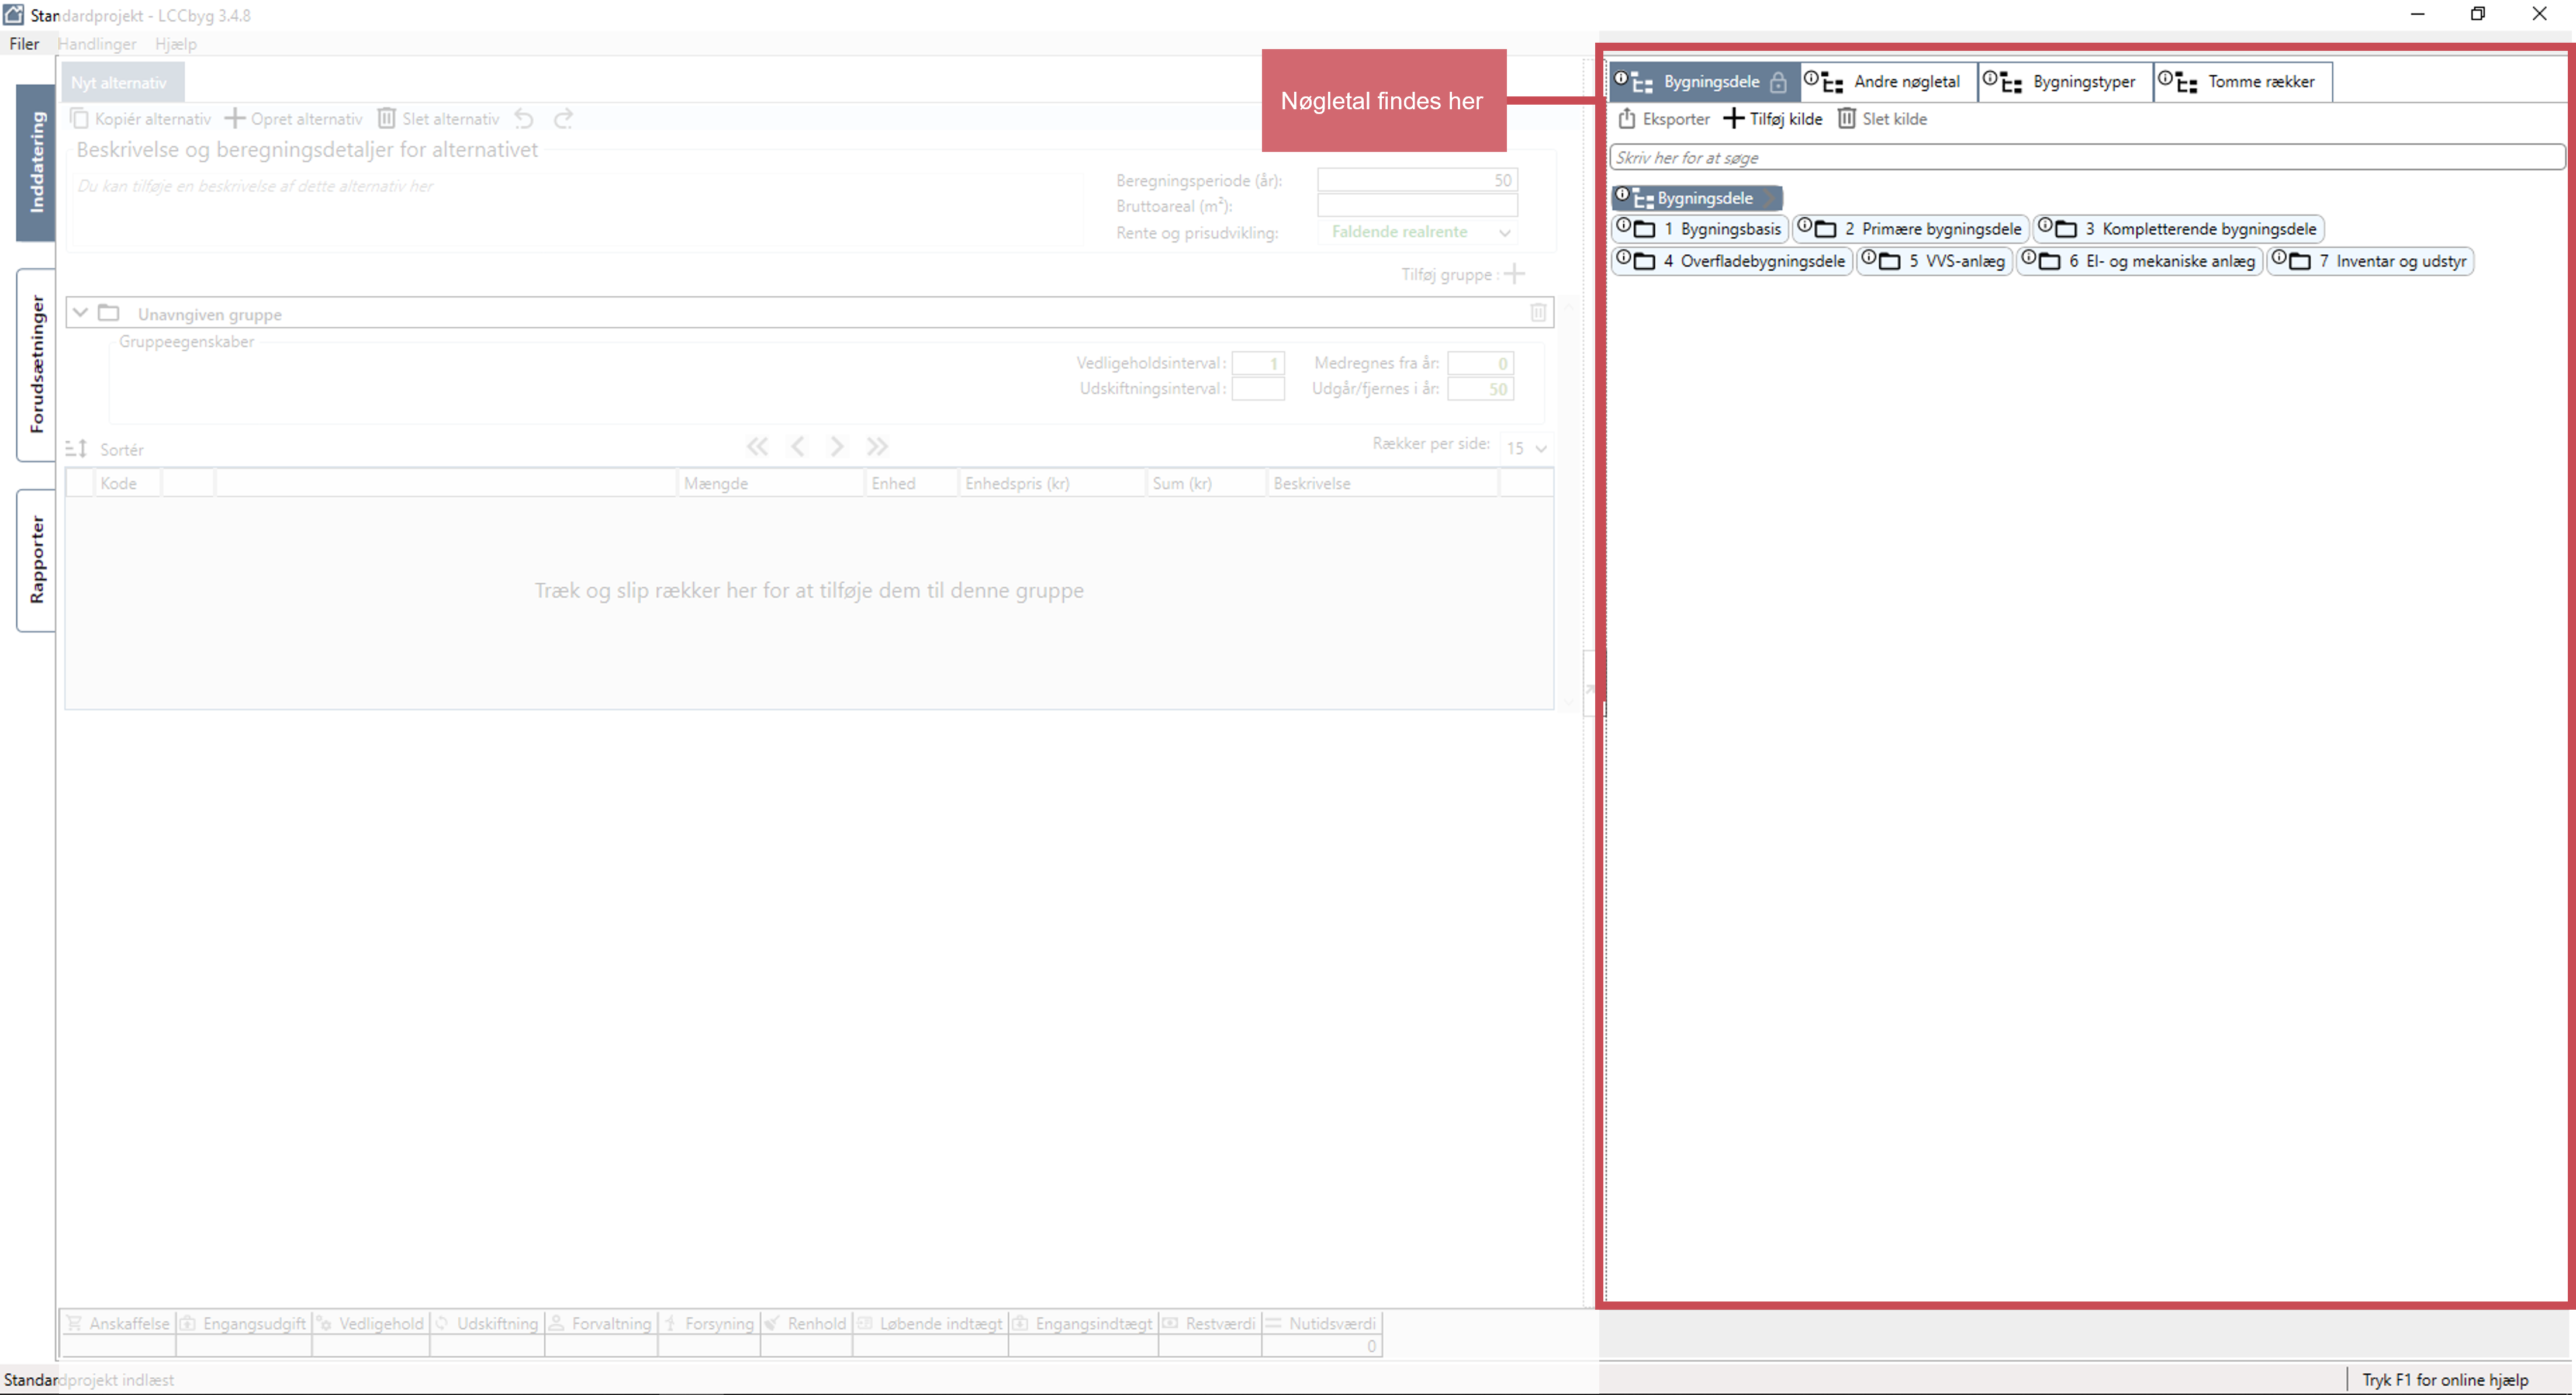 Standardprojekt - LCCbyg 3.4.8
Filer Handlinger Hjælp
Inddatering
Forudsætninger
Rapporter
Nyt alternativ
Kopiér alternativ Opret alternativ Slet alternativ
Beskrivelse og beregningsdetaljer for alternativet
Du kan tilføje en beskrivelse af dette alternativ her
Beregningsperiode (år): 50
Bruttoareal (m²):
Rente og prisudvikling: Faldende realrente
Tilføj gruppe :
Unavngiven gruppe
Gruppeegenskaber
Vedligeholdsinterval: 1 Medregnes fra år: 0
Udskiftningsinterval: Udgår/fjernes i år: 50
Sortér Rækker per side: 15
Kode Mængde Enhed Enhedspris (kr) Sum (kr) Beskrivelse
Træk og slip rækker her for at tilføje dem til denne gruppe
Nøgletal findes her
Bygningsdele Andre nøgletal Bygningstyper Tomme rækker
Eksporter Tilføj kilde Slet kilde
Skriv her for at søge
Bygningsdele
1 Bygningsbasis 2 Primære bygningsdele 3 Kompletterende bygningsdele
4 Overfladebygningsdele 5 VVS-anlæg 6 El- og mekaniske anlæg 7 Inventar og udstyr
Anskaffelse Engangsudgift Vedligehold Udskiftning Forvaltning Forsyning Renhold Løbende indtægt Engangsindtægt Restværdi Nutidsværdi
0
Standardprojekt indlæst
Tryk F1 for online hjælp